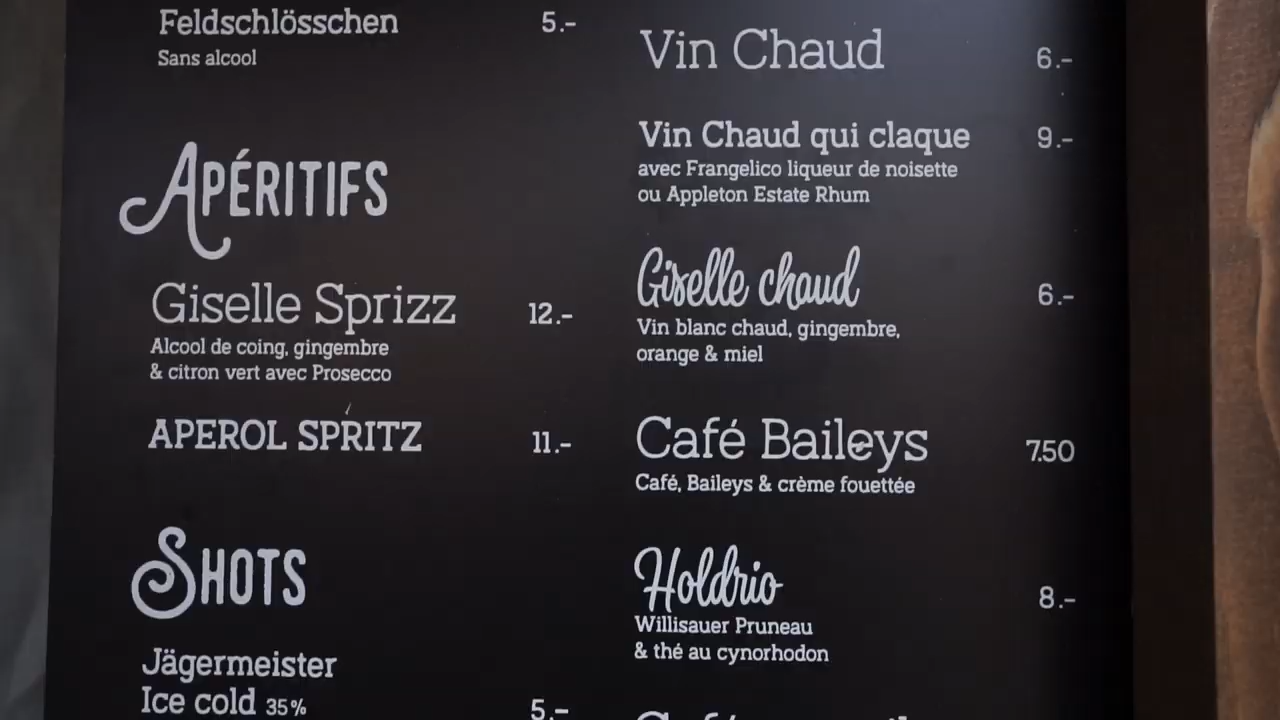 Feldschlösschen 5.-
Sans alcool
APÉRITIFS
Giselle Sprizz 12.-
Alcool de coing, gingembre
& citron vert avec Prosecco
APEROL SPRITZ 11.-
SHOTS
Jägermeister
Ice cold 35% 5.-
Vin Chaud 6.-
Vin Chaud qui claque 9.-
avec Frangelico liqueur de noisette
ou Appleton Estate Rhum
Giselle chaud 6.-
Vin blanc chaud, gingembre,
orange & miel
Café Baileys 7.50
Café, Baileys & crème fouettée
Holdrio 8.-
Willisauer Pruneau
& thé au cynorhodon